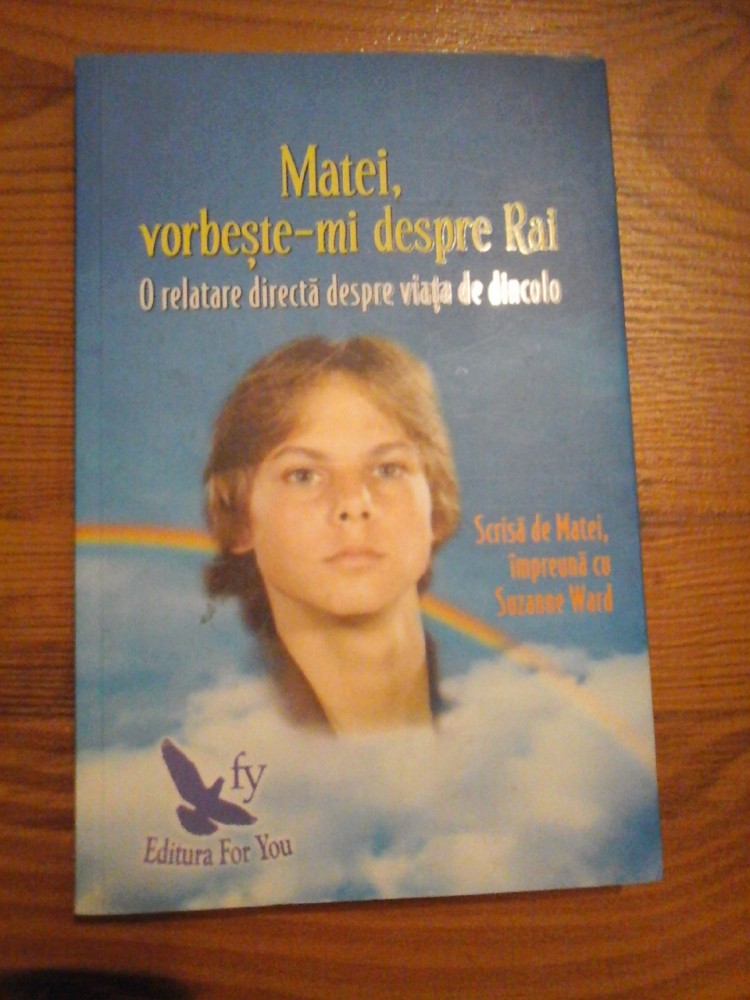 Matei,
vorbește-mi despre Rai
O relatare directă despre viața de dincolo
Scrisă de Matei,
împreună cu
Suzanne Ward
fy
Editura For You